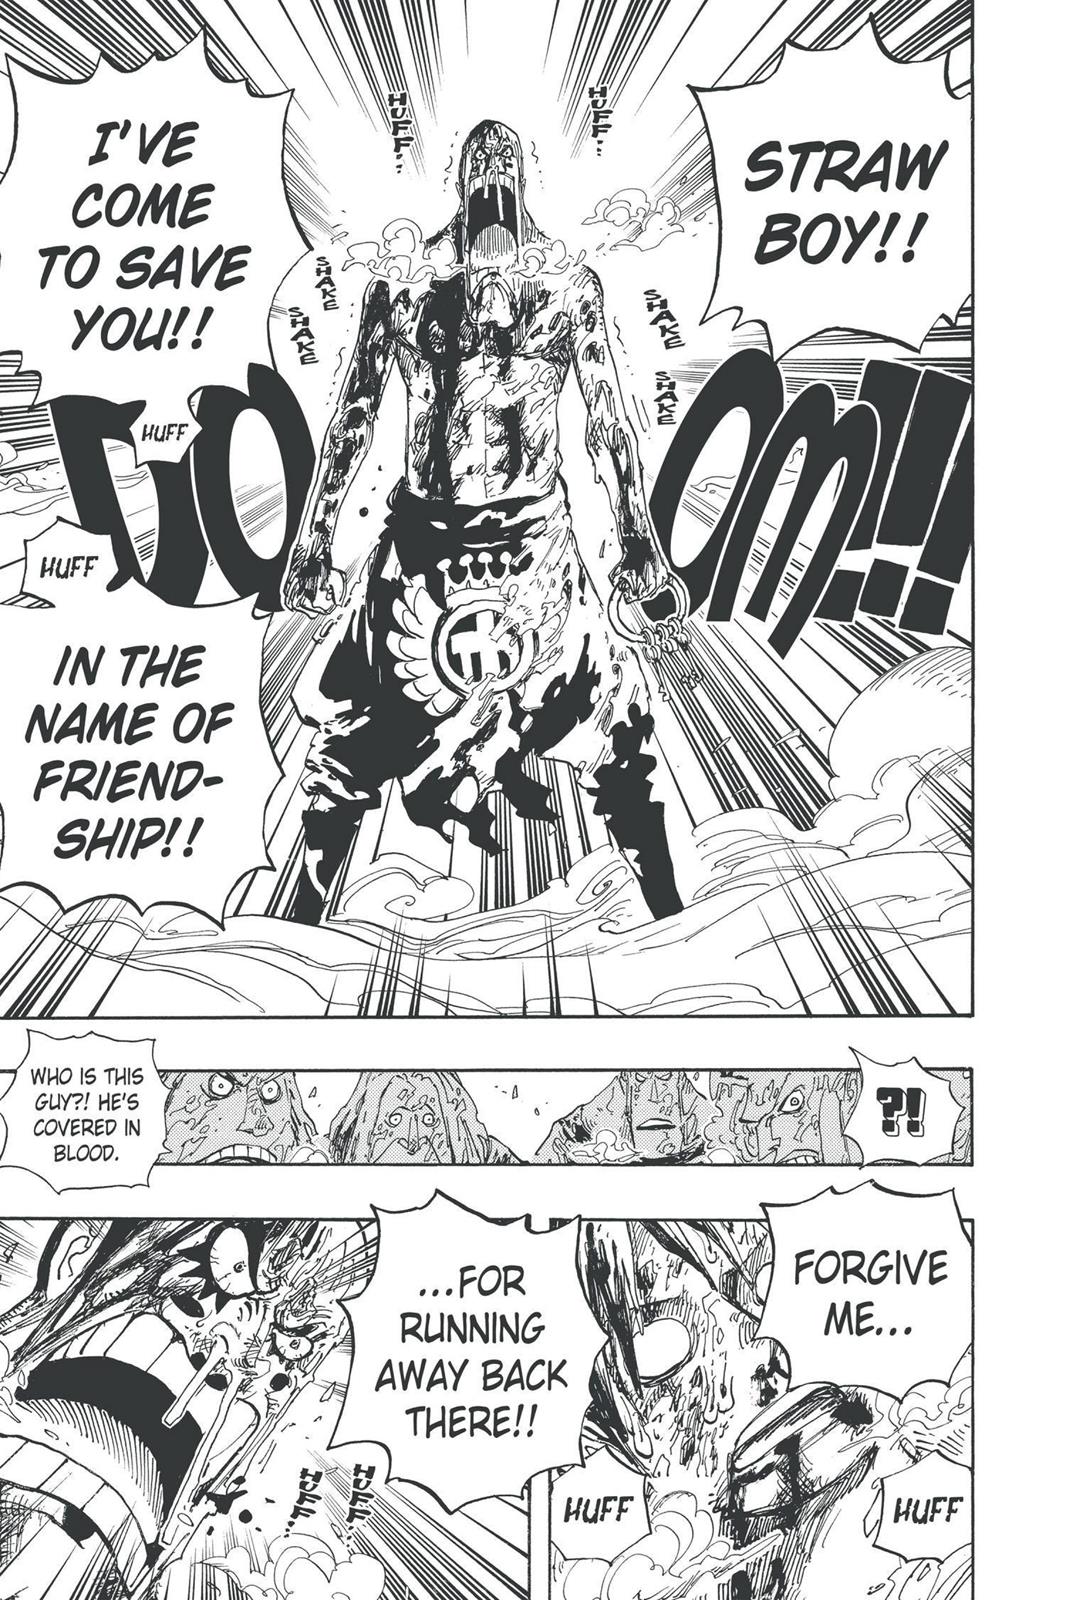 STRAW
BOY!!
HUFF..
HUFF..
I'VE
COME
TO SAVE
YOU!!
SHAKE
SHAKE
SHAKE
SHAKE
DOOM!!!
HUFF
HUFF
IN THE
NAME OF
FRIEND-
SHIP!!
?!
WHO IS THIS
GUY?! HE'S
COVERED IN
BLOOD.
FORGIVE
ME...
HUFF
HUFF
...FOR
RUNNING
AWAY BACK
THERE!!
HUFF..
HUFF..